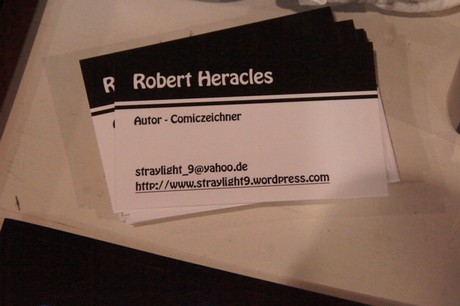 Robert Heracles
Autor - Comiczeichner
straylight_9@yahoo.de
http://www.straylight9.wordpress.com